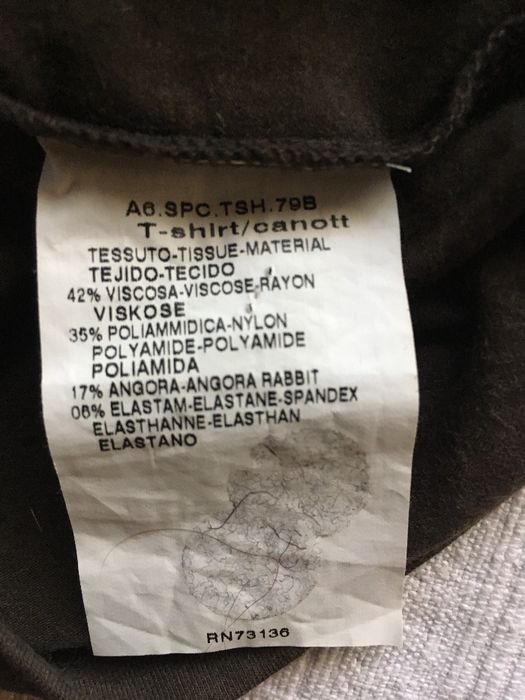 A6.SPC.TSH.79B
T-shirt/canott
TESSUTO-TISSUE-MATERIAL
TEJIDO-TECIDO
42% VISCOSA-VISCOSE-RAYON
VISKOSE
35% POLIAMMIDICA-NYLON
POLYAMIDE-POLYAMIDE
POLIAMIDA
17% ANGORA-ANGORA RABBIT
06% ELASTAM-ELASTANE-SPANDEX
ELASTHANNE-ELASTHAN
ELASTANO
RN73136